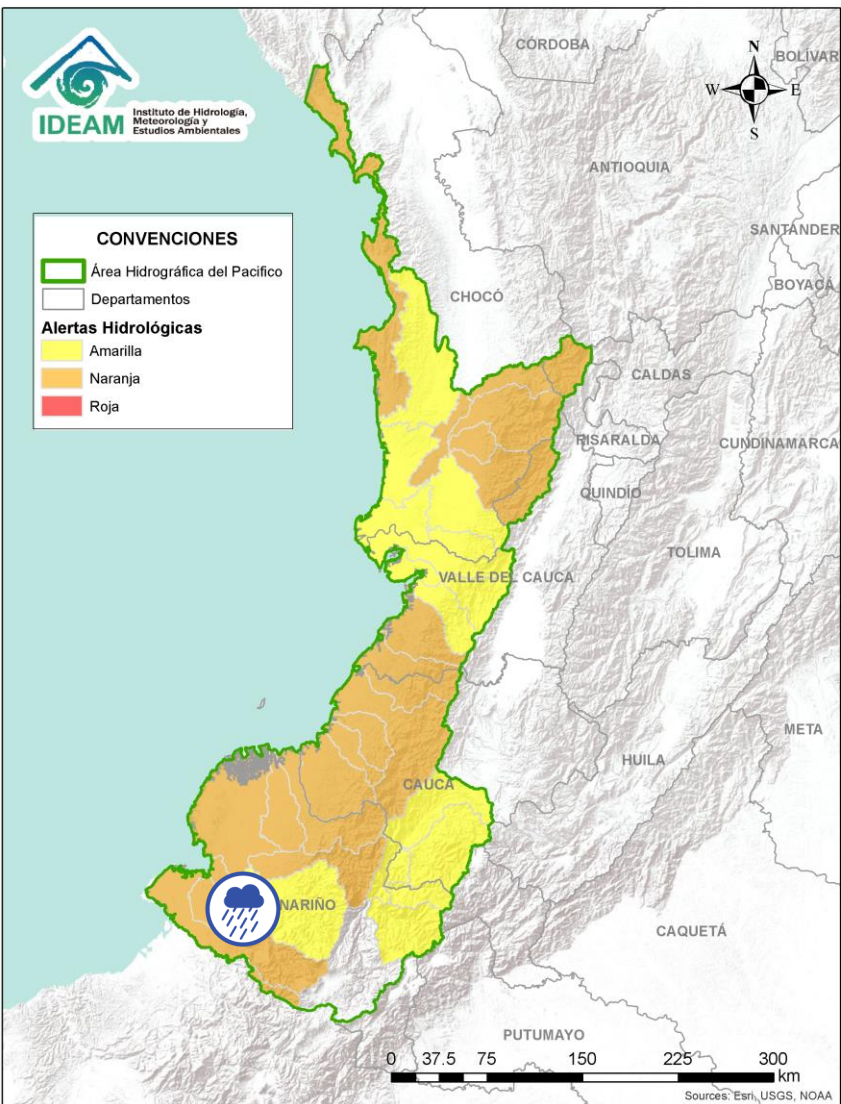 IDEAM
Instituto de Hidrología,
Meteorología y
Estudios Ambientales
N
W E
S
CÓRDOBA
BOLÍVAR
ANTIOQUIA
SANTANDER
BOYACÁ
CHOCÓ
CONVENCIONES
Área Hidrográfica del Pacifico
Departamentos
Alertas Hidrológicas
Amarilla
Naranja
Roja
CALDAS
RISARALDA
CUNDINAMARCA
QUINDÍO
TOLIMA
VALLE DEL CAUCA
META
HUILA
CAUCA
NARIÑO
CAQUETÁ
PUTUMAYO
0 37.5 75 150 225 300
km
Sources: Esri, USGS, NOAA